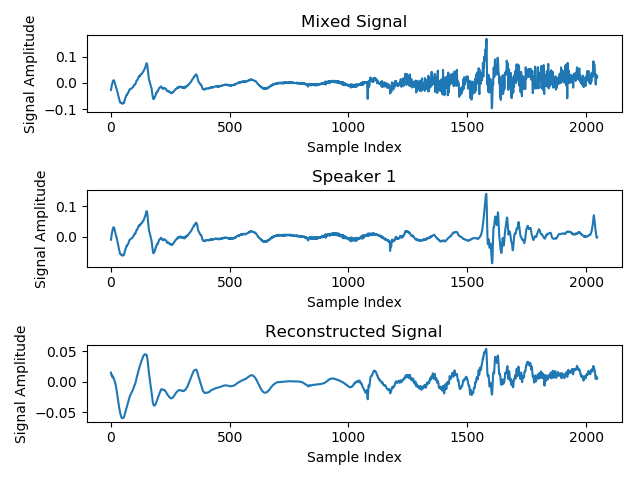 Mixed Signal
Signal Amplitude
0.1
0.0
−0.1
0 500 1000 1500 2000
Sample Index
Speaker 1
Signal Amplitude
0.1
0.0
0 500 1000 1500 2000
Sample Index
Reconstructed Signal
Signal Amplitude
0.05
0.00
−0.05
0 500 1000 1500 2000
Sample Index